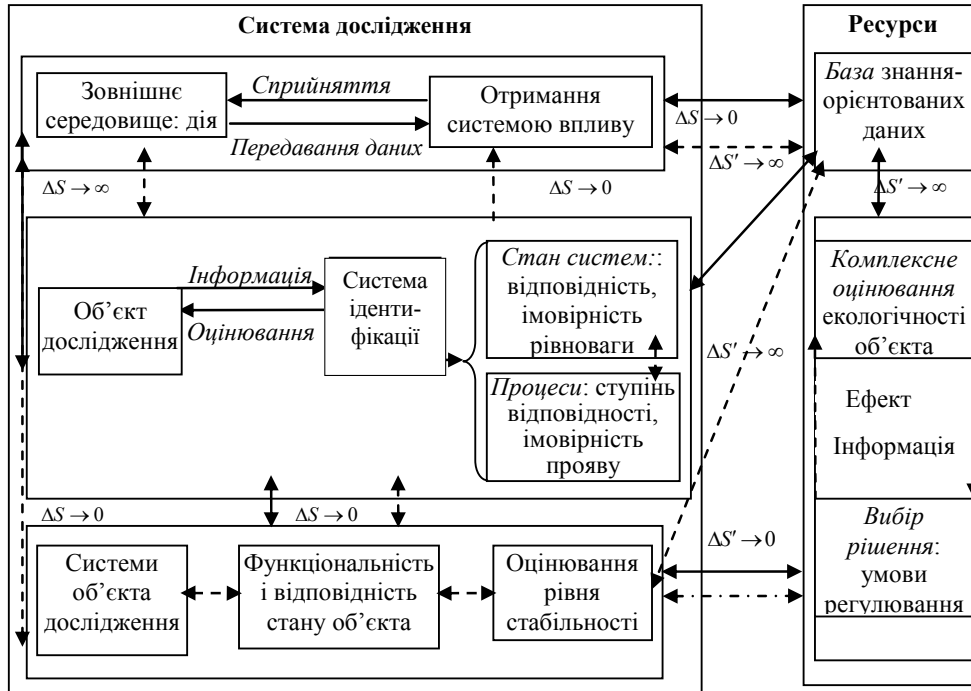 Система дослідження
Ресурси
Зовнішнє
середовище: дія
Сприйняття
Передавання даних
Отримання
системою впливу
ΔS → 0
ΔS′ → ∞
База знання-
орієнтованих
даних
ΔS → ∞
ΔS → 0
ΔS′ → ∞
Об’єкт
дослідження
Інформація
Оцінювання
Система
іденти-
фікації
Стан систем::
відповідність,
імовірність
рівноваги
Процеси: ступінь
відповідності,
імовірність
прояву
ΔS′ → ∞
Комплексне
оцінювання
екологічності
об’єкта
Ефект
Інформація
ΔS → 0
ΔS → 0
ΔS′ → 0
Системи
об’єкта
дослідження
Функціональність
і відповідність
стану об’єкта
Оцінювання
рівня
стабільності
Вибір
рішення:
умови
регулювання